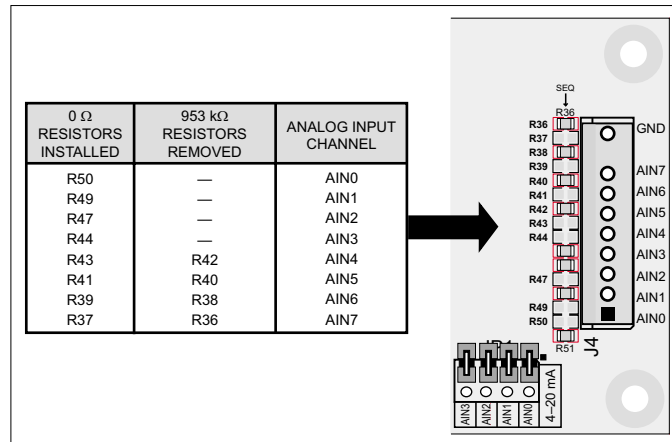 0 Ω
RESISTORS
INSTALLED
953 kΩ
RESISTORS
REMOVED
ANALOG INPUT
CHANNEL
R50 — AIN0
R49 — AIN1
R47 — AIN2
R44 — AIN3
R43 R42 AIN4
R41 R40 AIN5
R39 R38 AIN6
R37 R36 AIN7
SEQ
R36
R36
R37
R38
R39
R40
R41
R42
R43
R44
R47
R49
R50
R51
GND
AIN7
AIN6
AIN5
AIN4
AIN3
AIN2
AIN1
AIN0
J4
AIN3
AIN2
AIN1
AIN0
4–20 mA